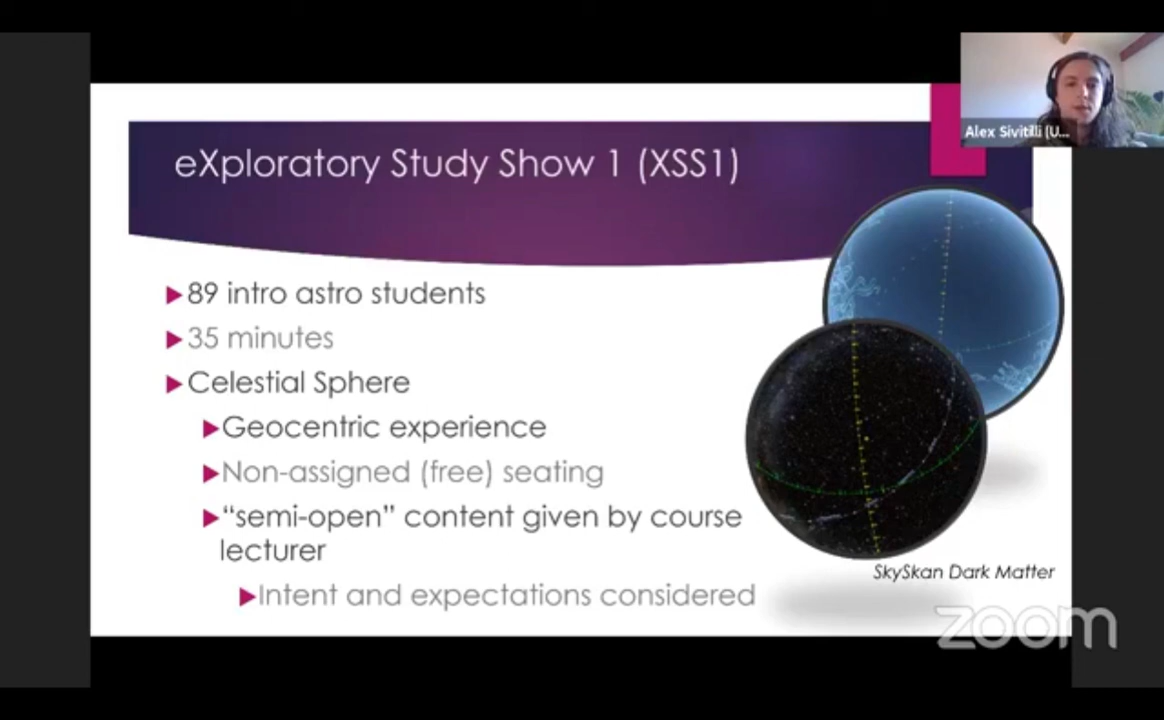 Alex Sivitilli (U...
eXploratory Study Show 1 (XSS1)
89 intro astro students
35 minutes
Celestial Sphere
Geocentric experience
Non-assigned (free) seating
“semi-open” content given by course
lecturer
Intent and expectations considered
SkySkan Dark Matter
zoom